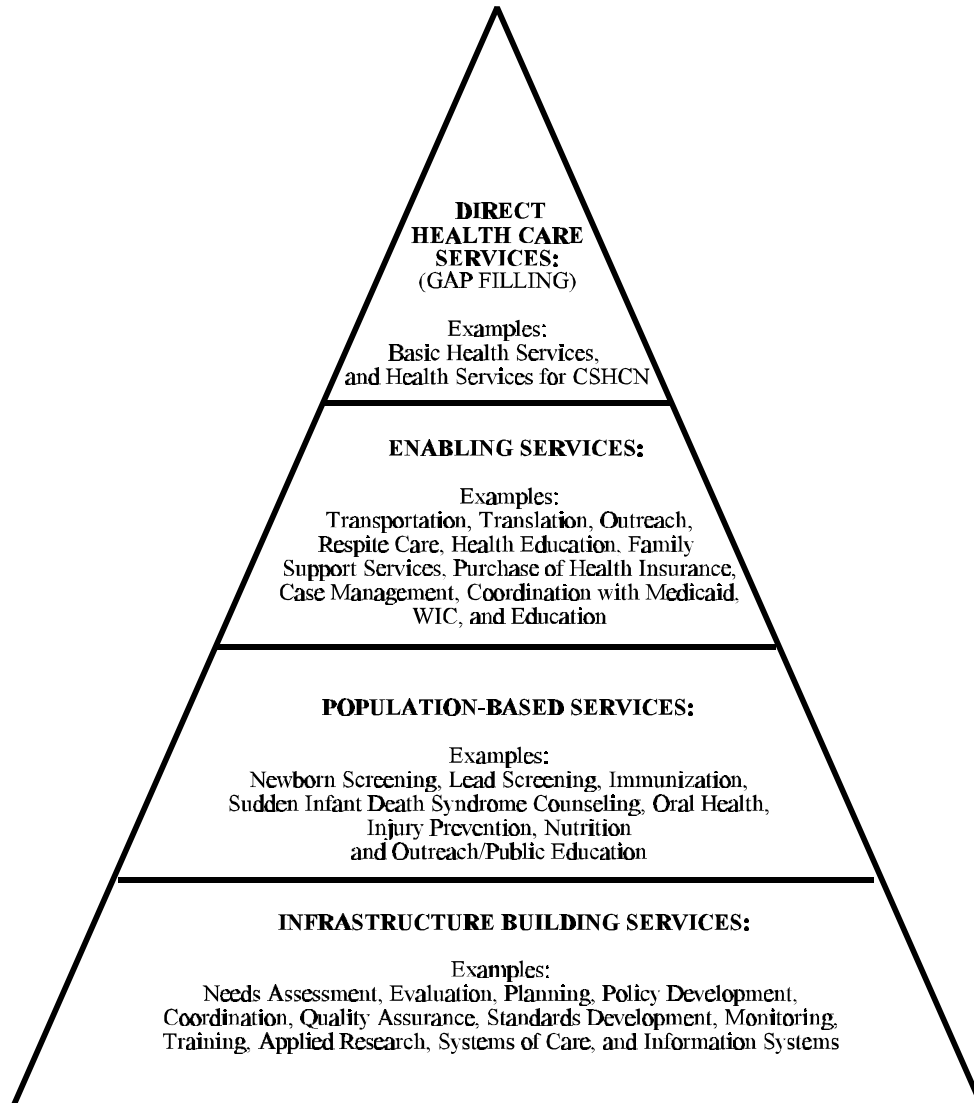 DIRECT
HEALTH CARE
SERVICES:
(GAP FILLING)
Examples:
Basic Health Services,
and Health Services for CSHCN
ENABLING SERVICES:
Examples:
Transportation, Translation, Outreach,
Respite Care, Health Education, Family
Support Services, Purchase of Health Insurance,
Case Management, Coordination with Medicaid,
WIC, and Education
POPULATION-BASED SERVICES:
Examples:
Newborn Screening, Lead Screening, Immunization,
Sudden Infant Death Syndrome Counseling, Oral Health,
Injury Prevention, Nutrition
and Outreach/Public Education
INFRASTRUCTURE BUILDING SERVICES:
Examples:
Needs Assessment, Evaluation, Planning, Policy Development,
Coordination, Quality Assurance, Standards Development, Monitoring,
Training, Applied Research, Systems of Care, and Information Systems